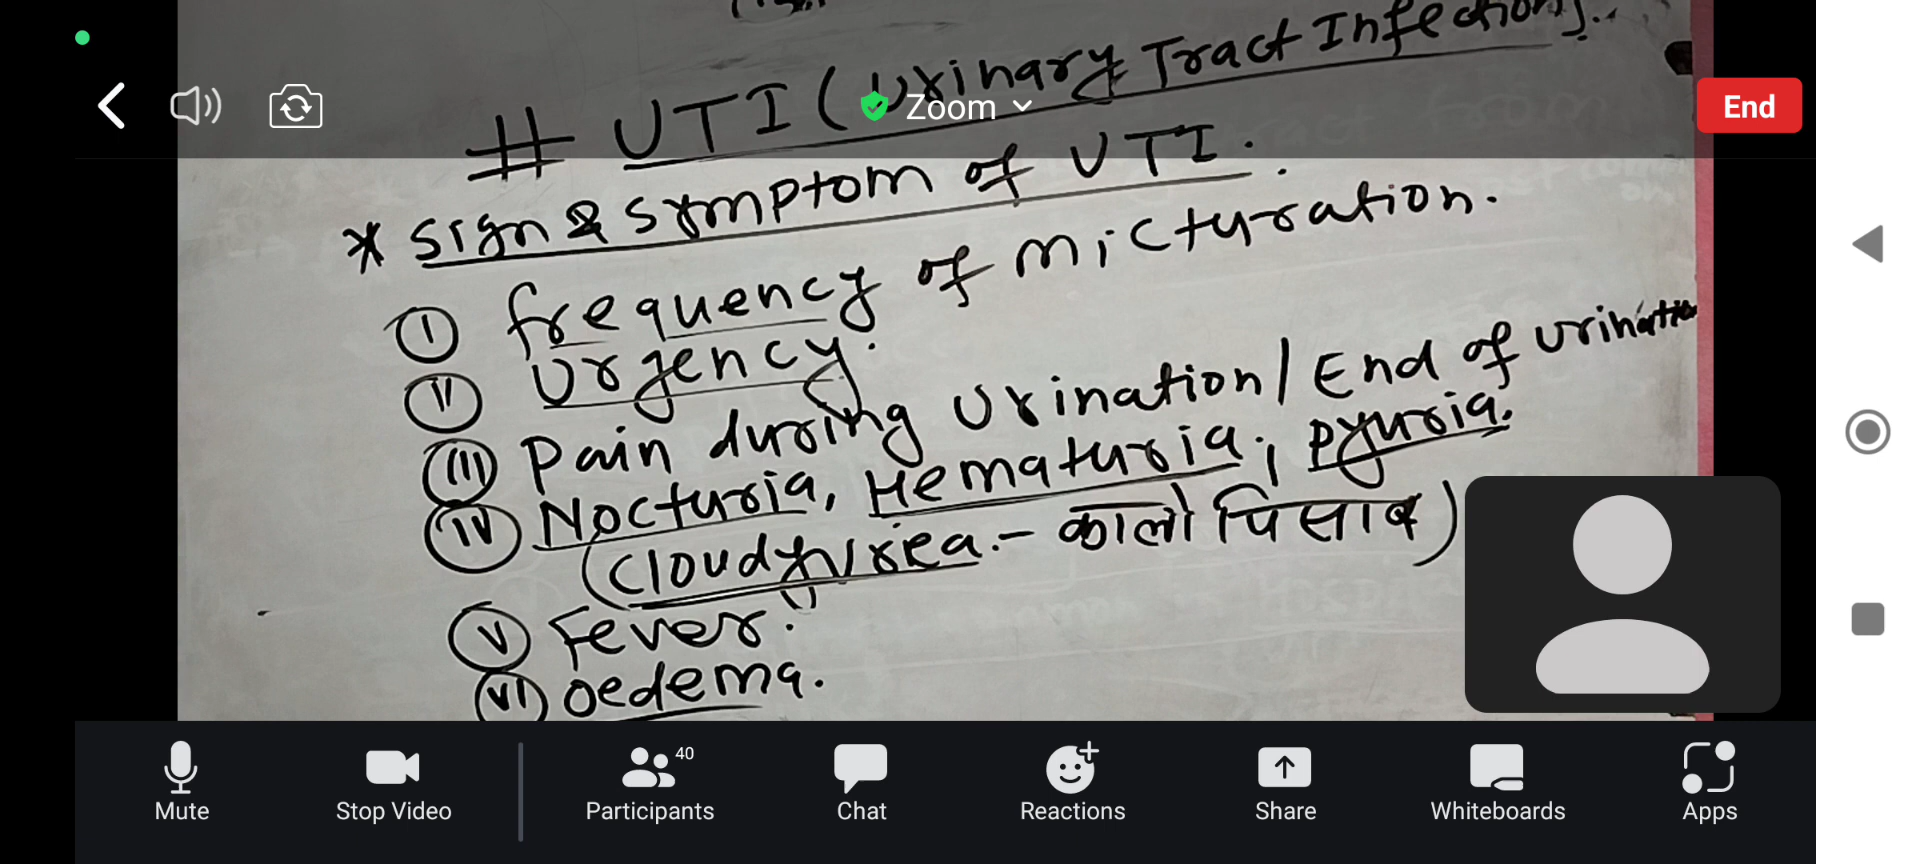 # UTI (Urinary Tract Infection)..
Zoom
End
* Sign & Symptom of UTI.
(I) frequency of micturation.
(II) Urgency.
(III) Pain during Urination/End of urination
(IV) Nocturia, Hematuria, pyuria.
(Cloudy Urea.- कालो पिसाब)
(V) Fever.
(VI) oedema.
40
Mute
Stop Video
Participants
Chat
Reactions
Share
Whiteboards
Apps